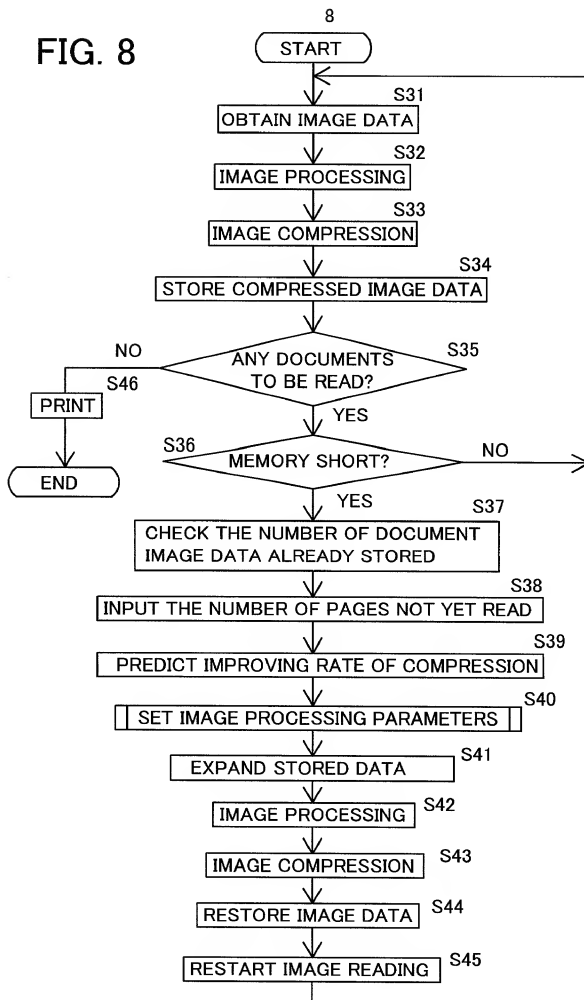 8
FIG. 8
START
S31
OBTAIN IMAGE DATA
S32
IMAGE PROCESSING
S33
IMAGE COMPRESSION
S34
STORE COMPRESSED IMAGE DATA
S35
ANY DOCUMENTS
TO BE READ?
NO
S46
PRINT
END
YES
S36
MEMORY SHORT?
NO
YES
S37
CHECK THE NUMBER OF DOCUMENT
IMAGE DATA ALREADY STORED
S38
INPUT THE NUMBER OF PAGES NOT YET READ
S39
PREDICT IMPROVING RATE OF COMPRESSION
S40
SET IMAGE PROCESSING PARAMETERS
S41
EXPAND STORED DATA
S42
IMAGE PROCESSING
S43
IMAGE COMPRESSION
S44
RESTORE IMAGE DATA
S45
RESTART IMAGE READING